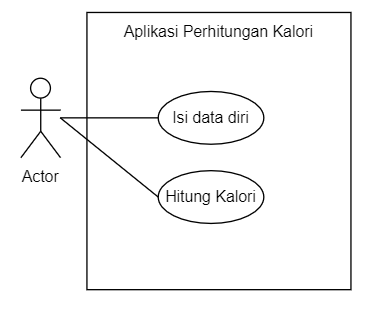 Aplikasi Perhitungan Kalori
Isi data diri
Actor
Hitung Kalori